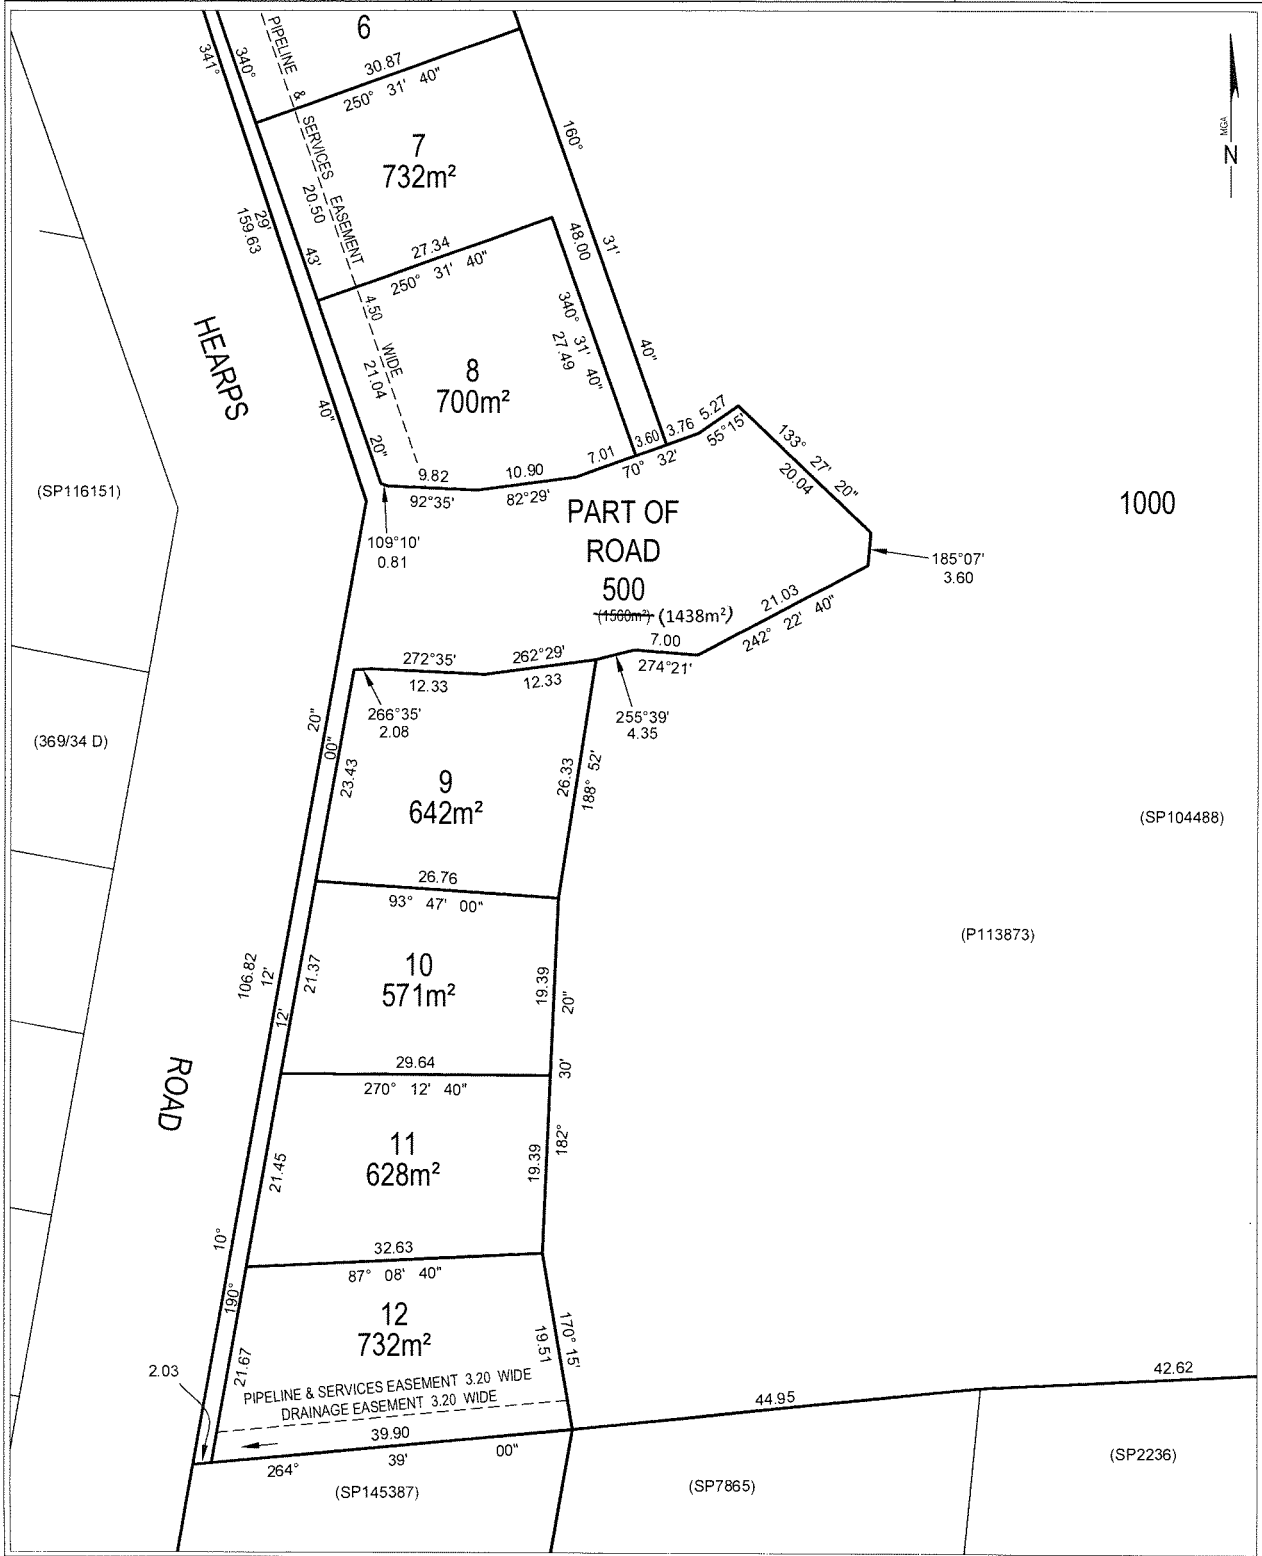 6
PIPELINE & SERVICES EASEMENT 4.50 WIDE
341° 29' 40"
159.63
340° 43' 20"
30.87
250° 31' 40"
160° 31' 40"
48.00
MGA
N
7
732m²
20.50
27.34
250° 31' 40"
8
700m²
21.04
340° 31' 40"
27.49
HEARPS
9.82
92°35'
10.90
82°29'
7.01
3.60
3.76
70° 32'
5.27
55°15'
133° 27' 20"
20.04
(SP116151)
1000
109°10'
0.81
PART OF
ROAD
500
(1500m²) (1438m²)
185°07'
3.60
21.03
242° 22' 40"
7.00
274°21'
272°35'
12.33
262°29'
12.33
266°35'
2.08
255°39'
4.35
(369/34 D)
10° 12' 20"
106.82
190° 12' 00"
23.43
9
642m²
26.33
188° 52'
(SP104488)
26.76
93° 47' 00"
(P113873)
21.37
10
571m²
19.39
182° 30' 20"
29.64
270° 12' 40"
ROAD
21.45
11
628m²
19.39
32.63
87° 08' 40"
12
732m²
21.67
19.51
170° 15'
2.03
PIPELINE & SERVICES EASEMENT 3.20 WIDE
DRAINAGE EASEMENT 3.20 WIDE
39.90
264° 39' 00"
44.95
42.62
(SP145387)
(SP7865)
(SP2236)